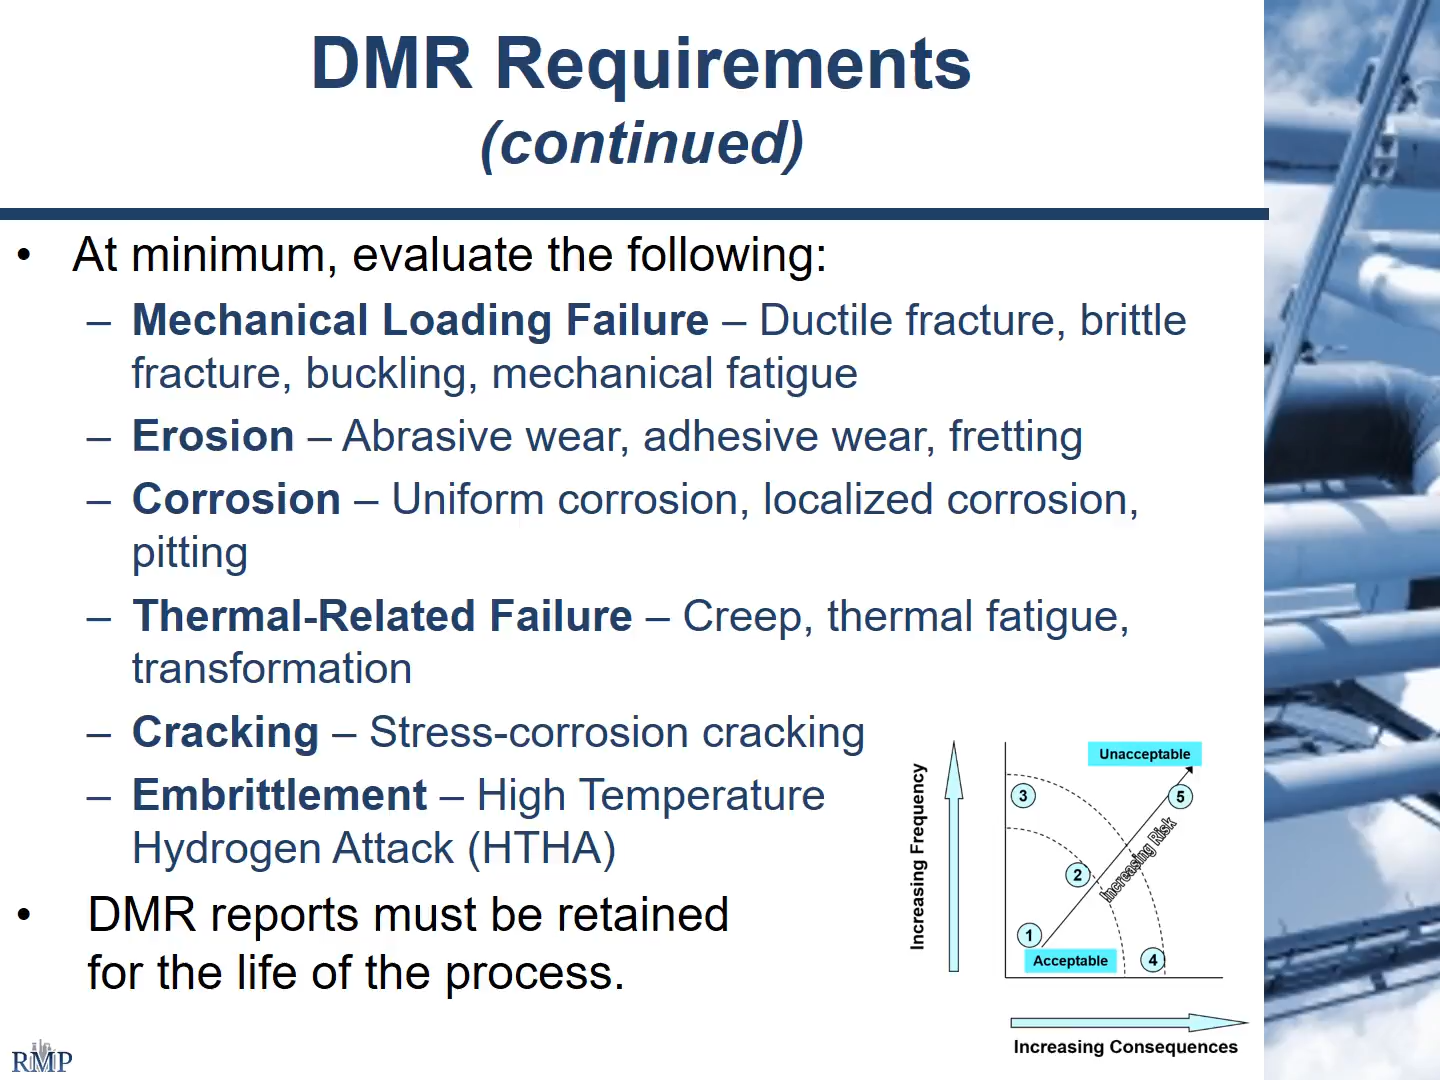 DMR Requirements
(continued)
• At minimum, evaluate the following:
– Mechanical Loading Failure – Ductile fracture, brittle
fracture, buckling, mechanical fatigue
– Erosion – Abrasive wear, adhesive wear, fretting
– Corrosion – Uniform corrosion, localized corrosion,
pitting
– Thermal-Related Failure – Creep, thermal fatigue,
transformation
– Cracking – Stress-corrosion cracking
– Embrittlement – High Temperature
Hydrogen Attack (HTHA)
• DMR reports must be retained
for the life of the process.
Increasing Frequency
Unacceptable
3
5
Increasing Risk
2
1
Acceptable
4
Increasing Consequences
RMP